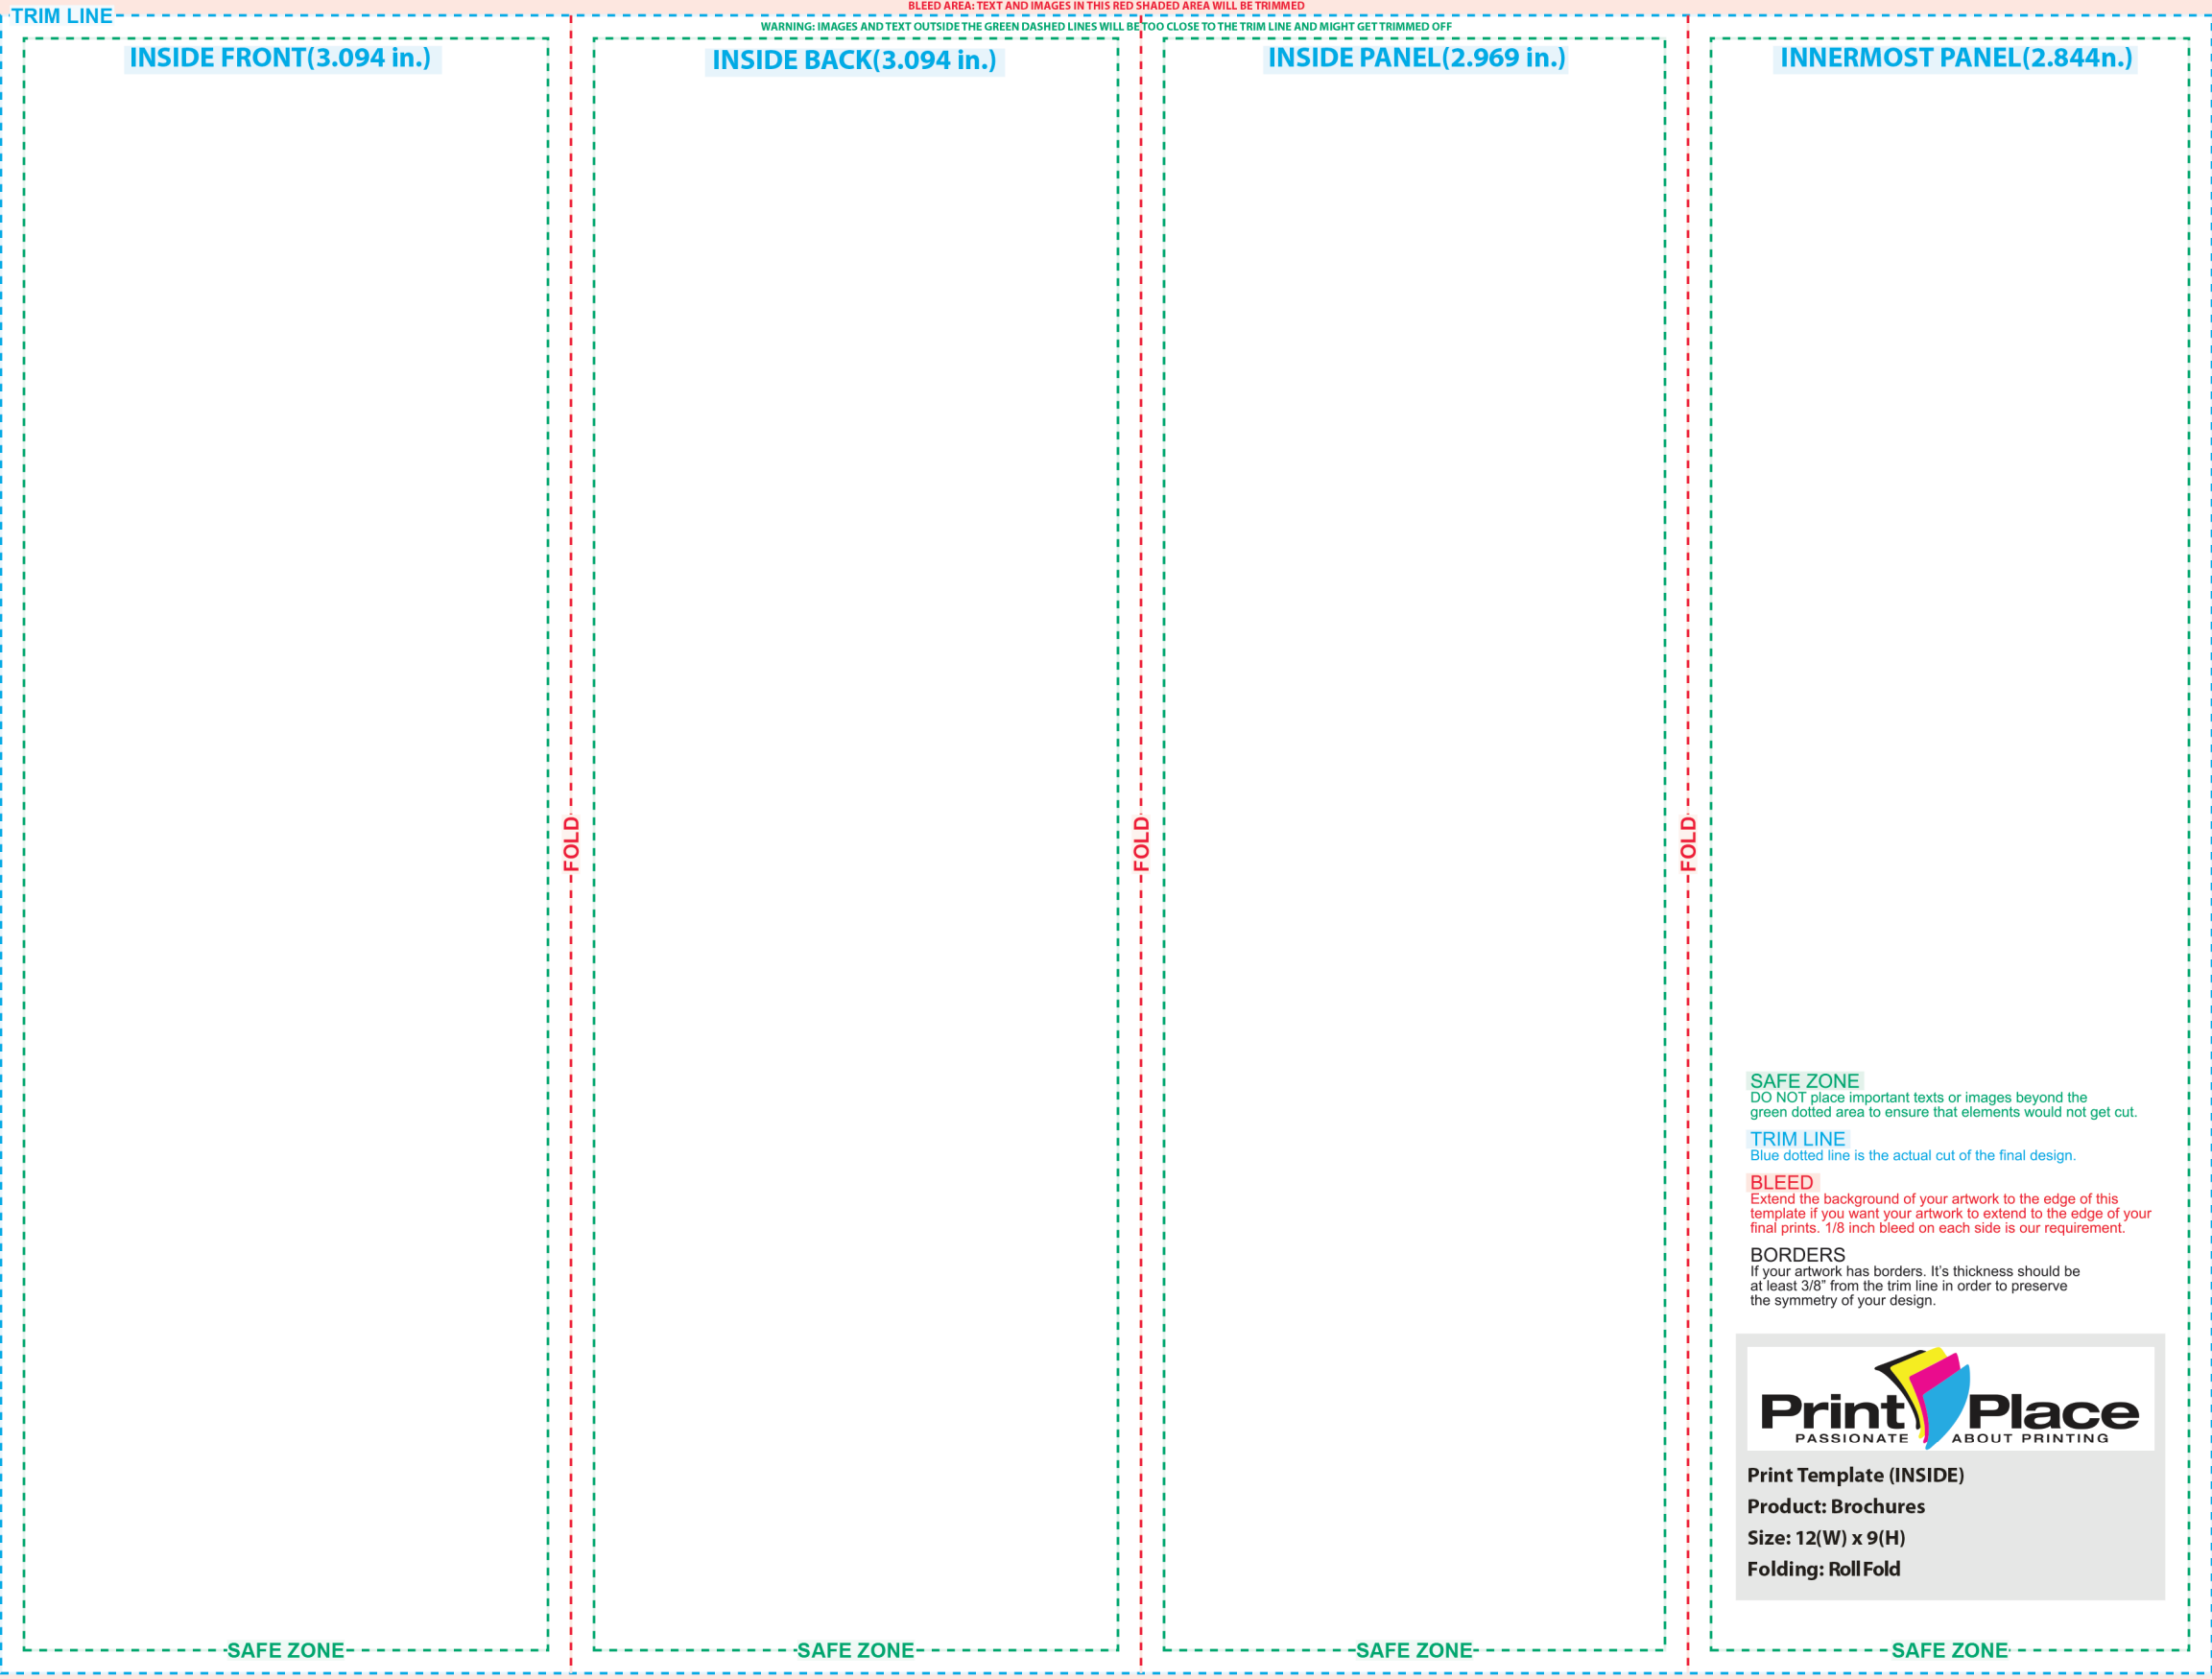 BLEED AREA: TEXT AND IMAGES IN THIS RED SHADED AREA WILL BE TRIMMED
TRIM LINE
WARNING: IMAGES AND TEXT OUTSIDE THE GREEN DASHED LINES WILL BE TOO CLOSE TO THE TRIM LINE AND MIGHT GET TRIMMED OFF
INSIDE FRONT(3.094 in.)
INSIDE BACK(3.094 in.)
INSIDE PANEL(2.969 in.)
INNERMOST PANEL(2.844n.)
FOLD
FOLD
FOLD
SAFE ZONE
DO NOT place important texts or images beyond the
green dotted area to ensure that elements would not get cut.
TRIM LINE
Blue dotted line is the actual cut of the final design.
BLEED
Extend the background of your artwork to the edge of this
template if you want your artwork to extend to the edge of your
final prints. 1/8 inch bleed on each side is our requirement.
BORDERS
If your artwork has borders. It’s thickness should be
at least 3/8” from the trim line in order to preserve
the symmetry of your design.
Print Place
PASSIONATE ABOUT PRINTING
Print Template (INSIDE)
Product: Brochures
Size: 12(W) x 9(H)
Folding: Roll Fold
SAFE ZONE
SAFE ZONE
SAFE ZONE
SAFE ZONE